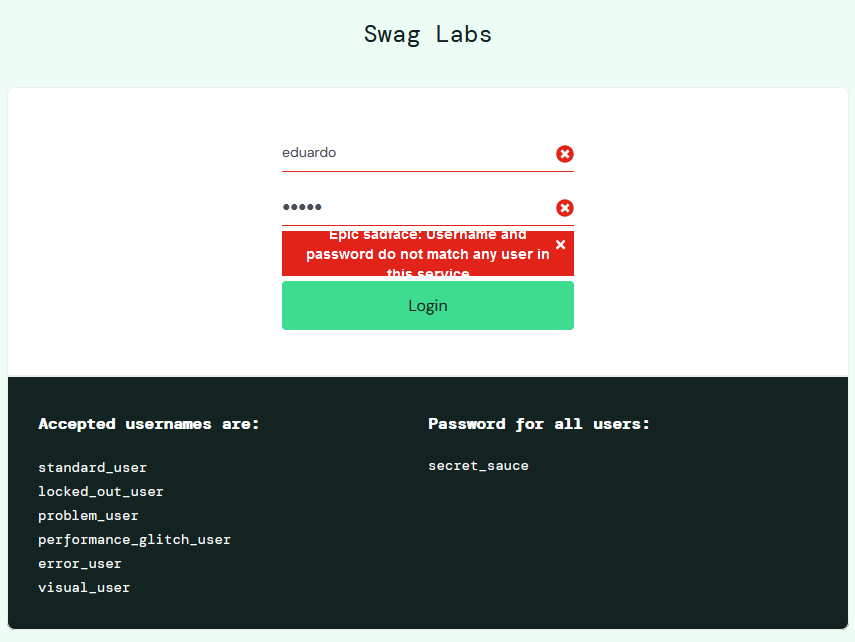 Swag Labs
eduardo
•••••
Epic sadface: Username and
password do not match any user in
this service
Login
Accepted usernames are:
standard_user
locked_out_user
problem_user
performance_glitch_user
error_user
visual_user
Password for all users:
secret_sauce